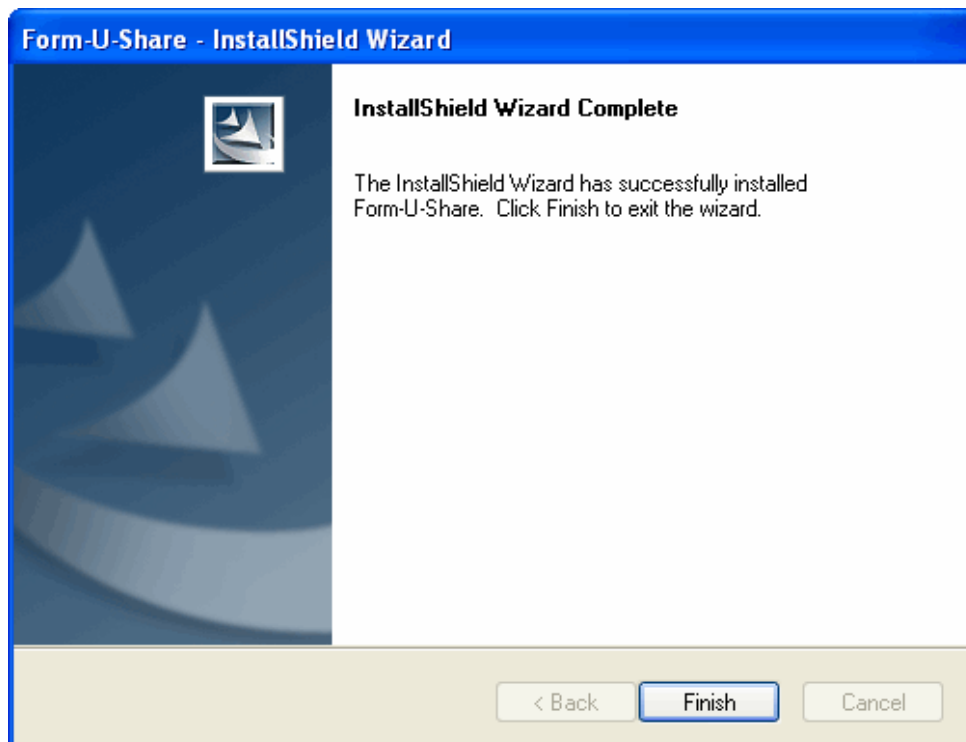 Form-U-Share - InstallShield Wizard
InstallShield Wizard Complete
The InstallShield Wizard has successfully installed
Form-U-Share.  Click Finish to exit the wizard.
< Back
Finish
Cancel